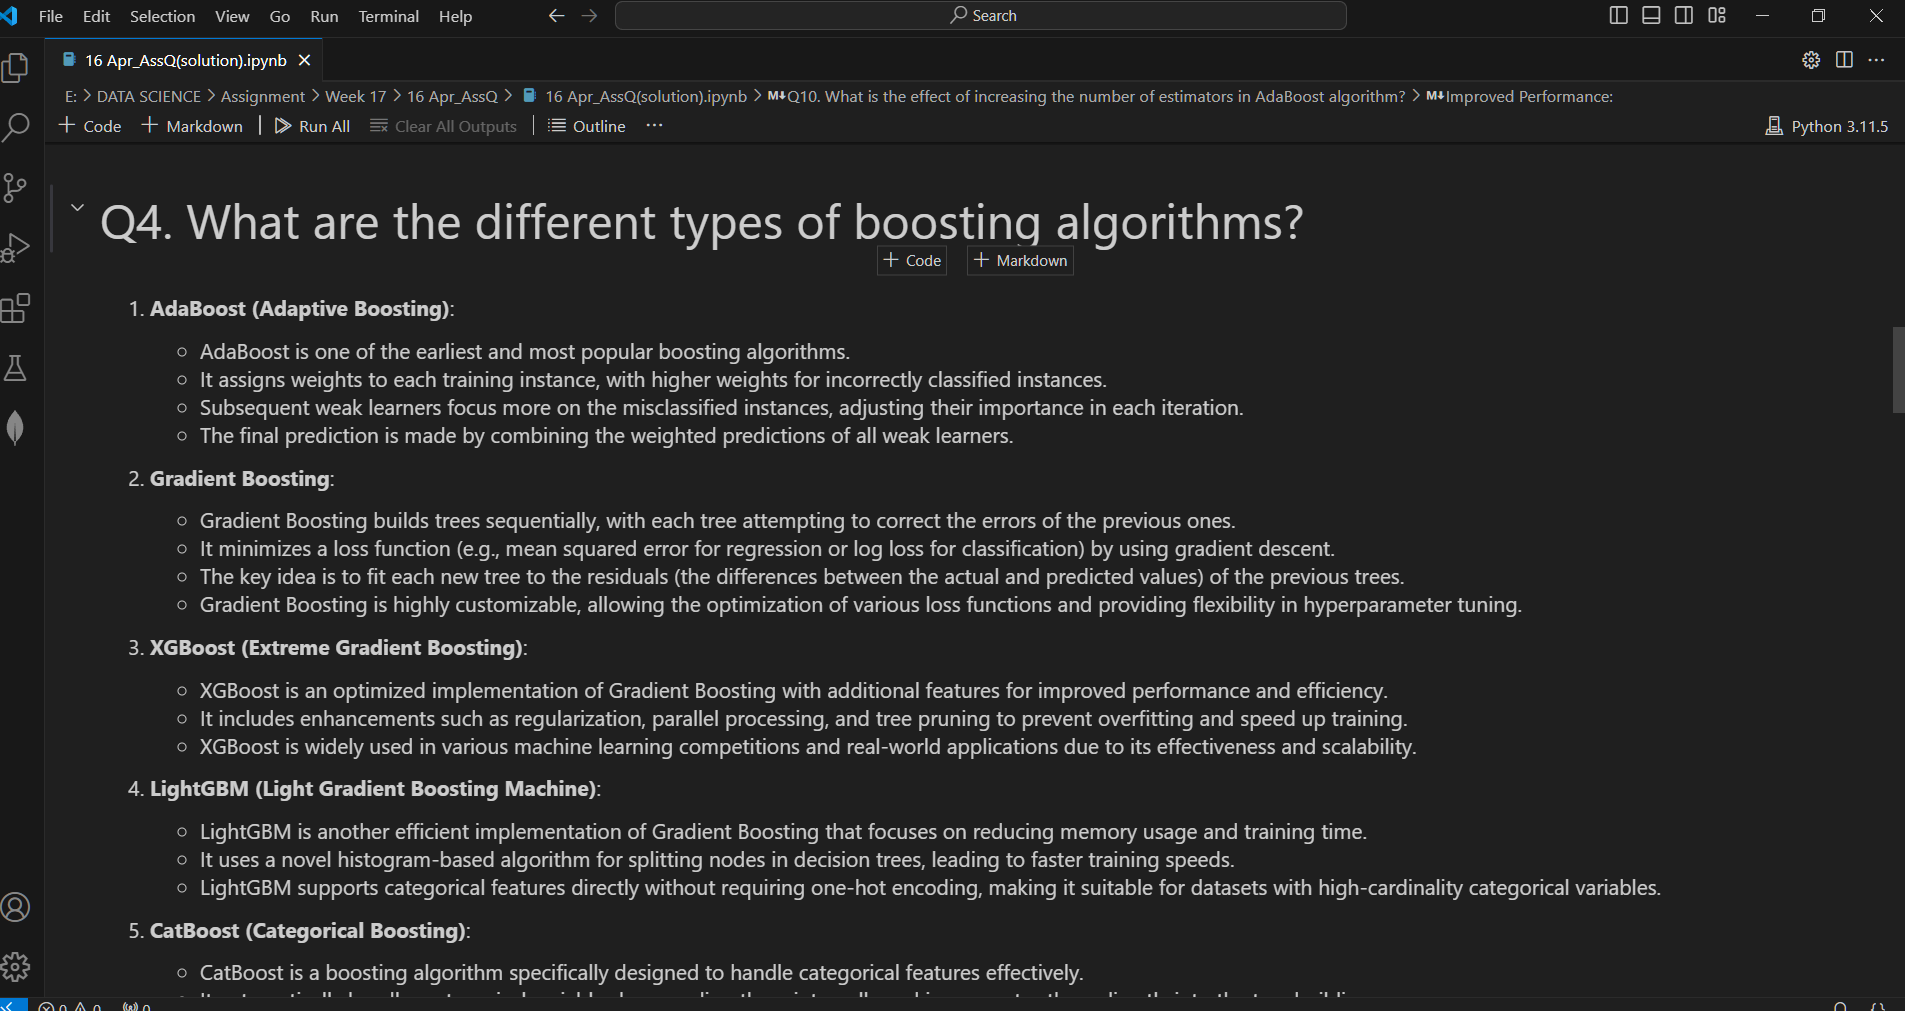 File Edit Selection View Go Run Terminal Help
Search
16 Apr_AssQ(solution).ipynb
E: > DATA SCIENCE > Assignment > Week 17 > 16 Apr_AssQ > 16 Apr_AssQ(solution).ipynb > M↓Q10. What is the effect of increasing the number of estimators in AdaBoost algorithm? > M↓Improved Performance:
+ Code + Markdown | Run All Clear All Outputs | Outline ... Python 3.11.5
Q4. What are the different types of boosting algorithms?
+ Code + Markdown
1. AdaBoost (Adaptive Boosting):
○ AdaBoost is one of the earliest and most popular boosting algorithms.
○ It assigns weights to each training instance, with higher weights for incorrectly classified instances.
○ Subsequent weak learners focus more on the misclassified instances, adjusting their importance in each iteration.
○ The final prediction is made by combining the weighted predictions of all weak learners.
2. Gradient Boosting:
○ Gradient Boosting builds trees sequentially, with each tree attempting to correct the errors of the previous ones.
○ It minimizes a loss function (e.g., mean squared error for regression or log loss for classification) by using gradient descent.
○ The key idea is to fit each new tree to the residuals (the differences between the actual and predicted values) of the previous trees.
○ Gradient Boosting is highly customizable, allowing the optimization of various loss functions and providing flexibility in hyperparameter tuning.
3. XGBoost (Extreme Gradient Boosting):
○ XGBoost is an optimized implementation of Gradient Boosting with additional features for improved performance and efficiency.
○ It includes enhancements such as regularization, parallel processing, and tree pruning to prevent overfitting and speed up training.
○ XGBoost is widely used in various machine learning competitions and real-world applications due to its effectiveness and scalability.
4. LightGBM (Light Gradient Boosting Machine):
○ LightGBM is another efficient implementation of Gradient Boosting that focuses on reducing memory usage and training time.
○ It uses a novel histogram-based algorithm for splitting nodes in decision trees, leading to faster training speeds.
○ LightGBM supports categorical features directly without requiring one-hot encoding, making it suitable for datasets with high-cardinality categorical variables.
5. CatBoost (Categorical Boosting):
○ CatBoost is a boosting algorithm specifically designed to handle categorical features effectively.